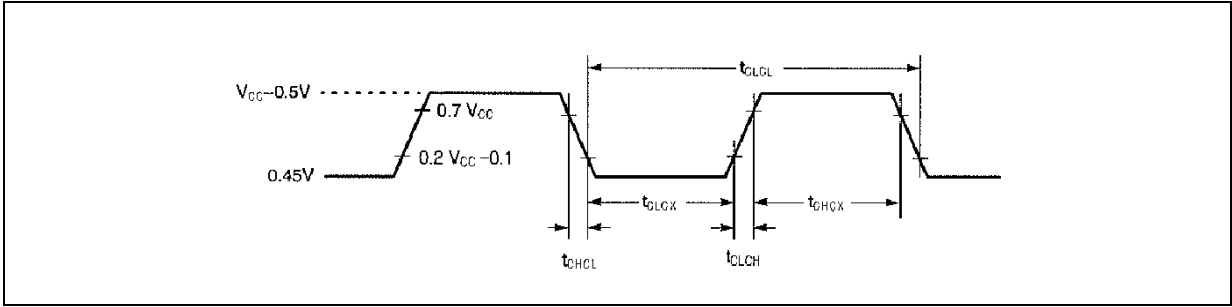 tCLCL
VCC–0.5V
0.7 VCC
0.2 VCC –0.1
0.45V
tCLCX
tCHCX
tCHCL
tCLCH